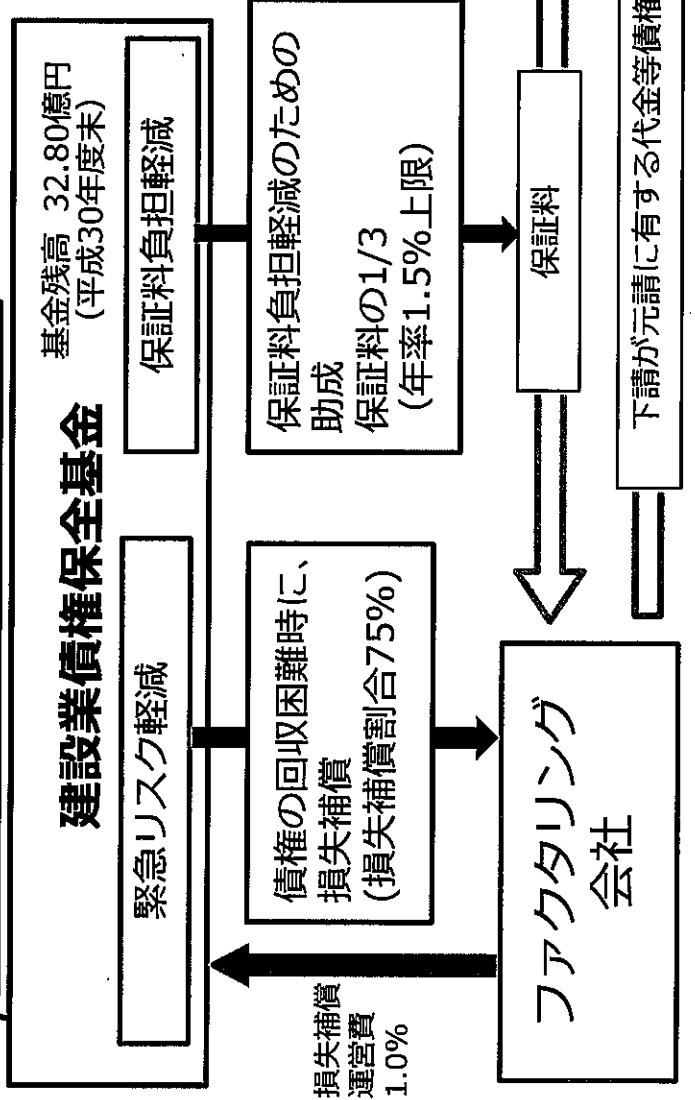 建設業債権保全基金
基金残高 32.80億円
(平成30年度末)
緊急リスク軽減
保証料負担軽減
債権の回収困難時に、
損失補償
(損失補償割合75%)
保証料負担軽減のための
助成
保証料の1/3
(年率1.5%上限)
損失補償
運営費
1.0%
保証料
ファクタリング
会社
下請が元請に有する代金等債権